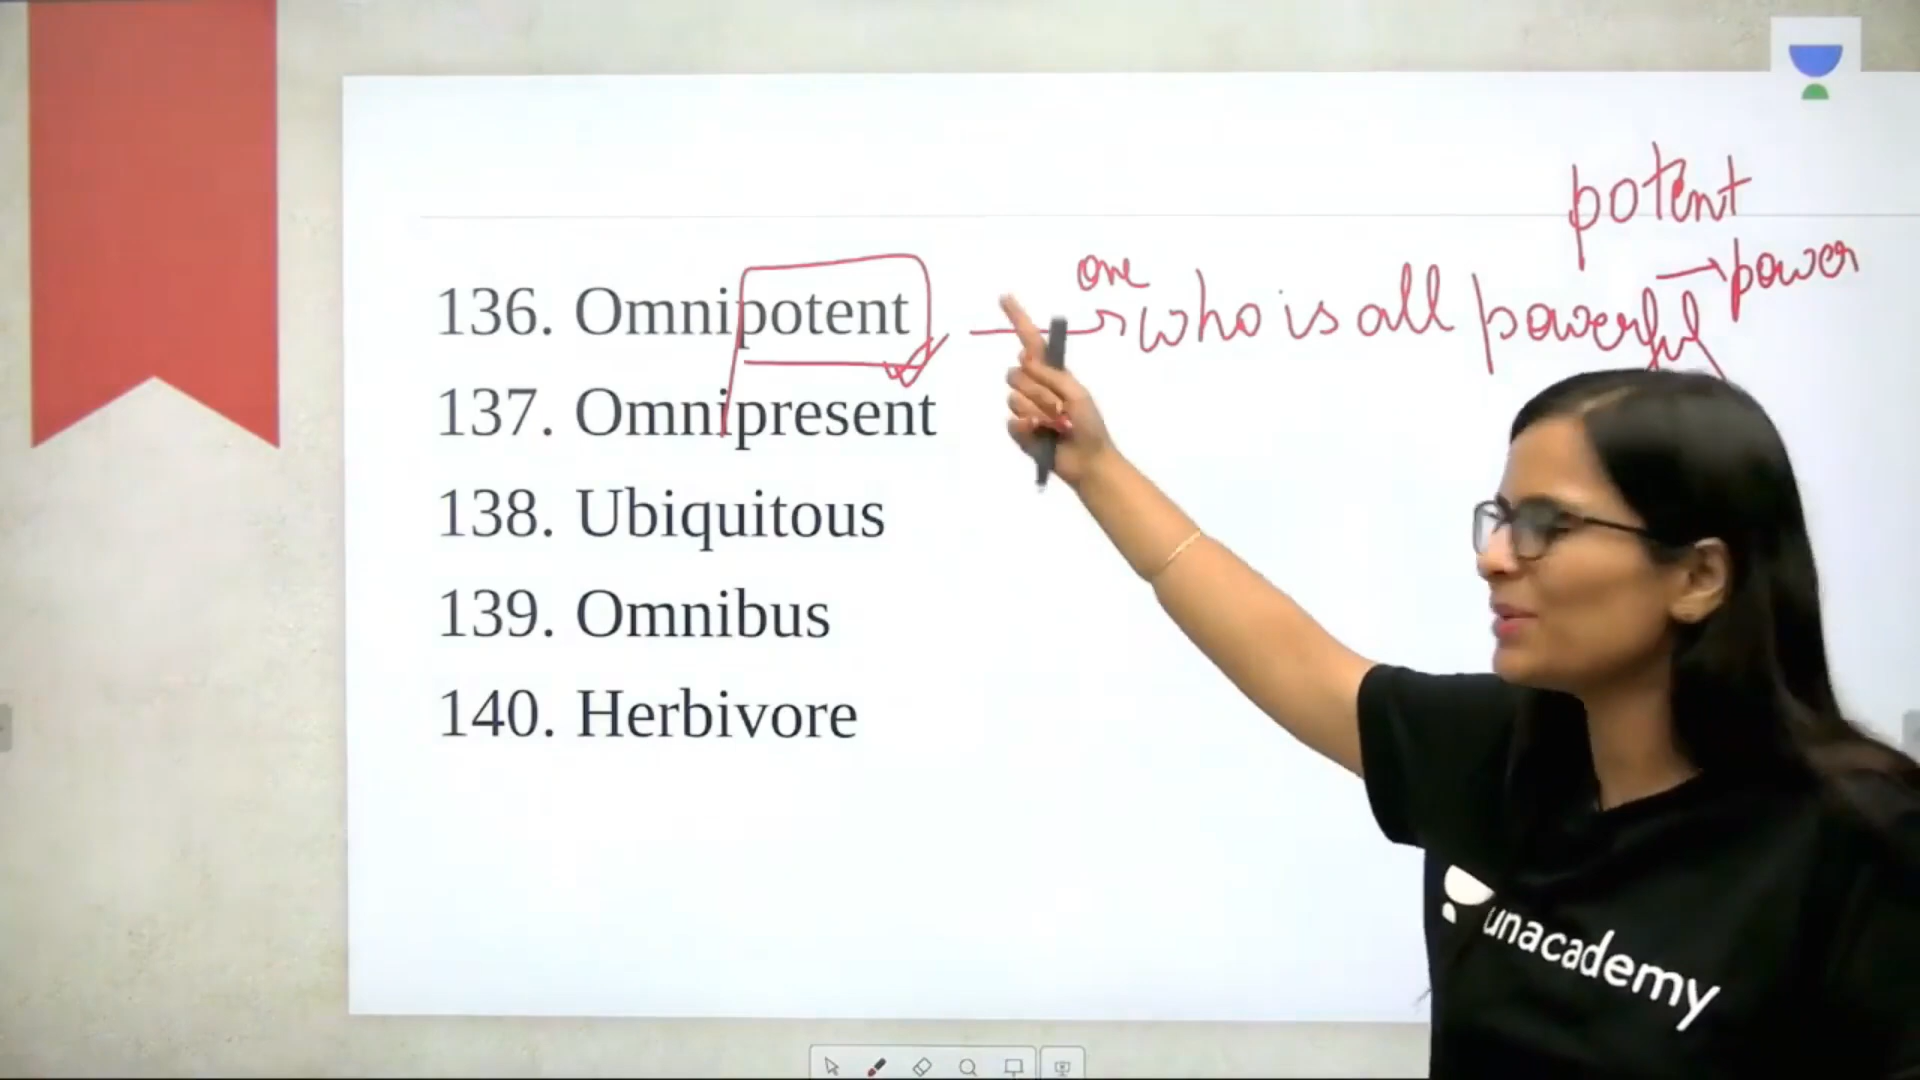 potent
→ power
one
136. Omnipotent → who is all powerful
137. Omnipresent
138. Ubiquitous
139. Omnibus
140. Herbivore
unacademy